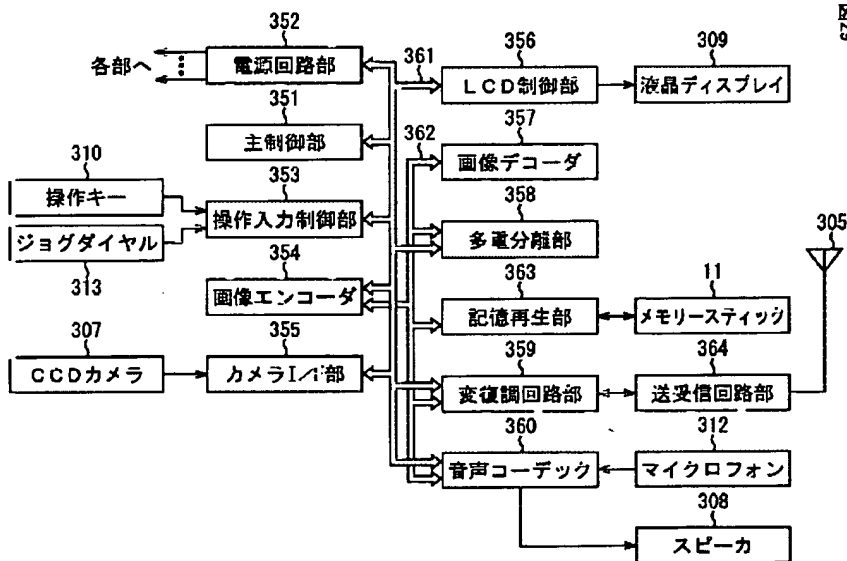 図29
352
電源回路部
各部へ
351
主制御部
310
操作キー
353
操作入力制御部
ジョグダイヤル
313
354
画像エンコーダ
307
CCDカメラ
355
カメラI/F部
361
356
LCD制御部
309
液晶ディスプレイ
362
357
画像デコーダ
358
多重分離部
305
363
記憶再生部
11
メモリースティック
359
変復調回路部
364
送受信回路部
360
音声コーデック
312
マイクロフォン
308
スピーカ